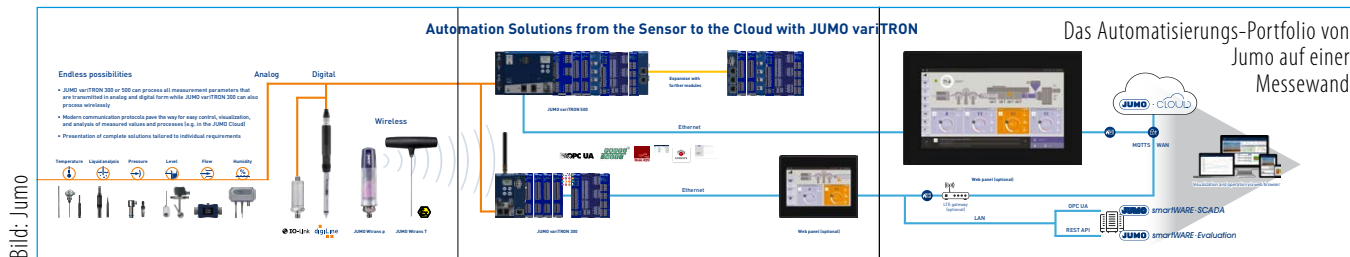 Automation Solutions from the Sensor to the Cloud with JUMO variTRON
Das Automatisierungs-Portfolio von
Jumo auf einer
Messewand
Bild: Jumo
Endless possibilities
• JUMO variTRON 300 or 500 can process all measurement parameters that
are transmitted in analog and digital form while JUMO variTRON 300 can also
process wirelessly
• Modern communication protocols pave the way for easy control, visualization,
and analysis of measured values and processes (e.g. in the JUMO Cloud)
• Presentation of complete solutions tailored to individual requirements
Temperature
Liquid analysis
Pressure
Level
Flow
Humidity
%
Analog
Digital
Wireless
IO-Link
digiLine
JUMO Wtrans p
JUMO Wtrans T
JUMO variTRON 500
Expansion with
further modules
Ethernet
OPC UA
JUMO variTRON 300
Ethernet
Web panel (optional)
Web panel (optional)
LTE gateway
(optional)
LAN
MQTTS
WAN
JUMO CLOUD
Visualization and operation via web browser
OPC UA
REST API
JUMO smartWARE·SCADA
JUMO smartWARE·Evaluation